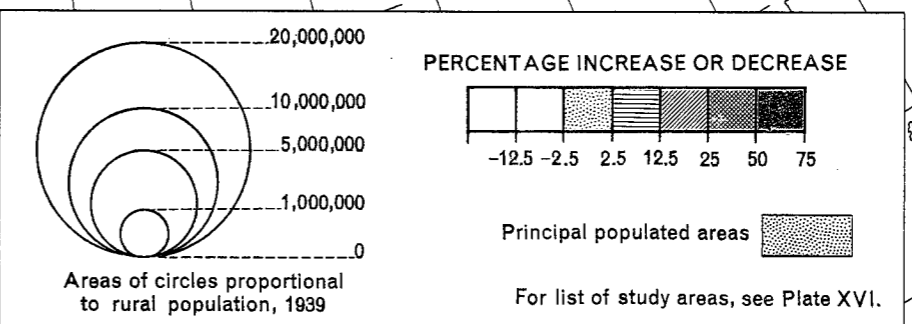 20,000,000
10,000,000
5,000,000
1,000,000
0
Areas of circles proportional
to rural population, 1939
PERCENTAGE INCREASE OR DECREASE
-12.5 -2.5 2.5 12.5 25 50 75
Principal populated areas
For list of study areas, see Plate XVI.